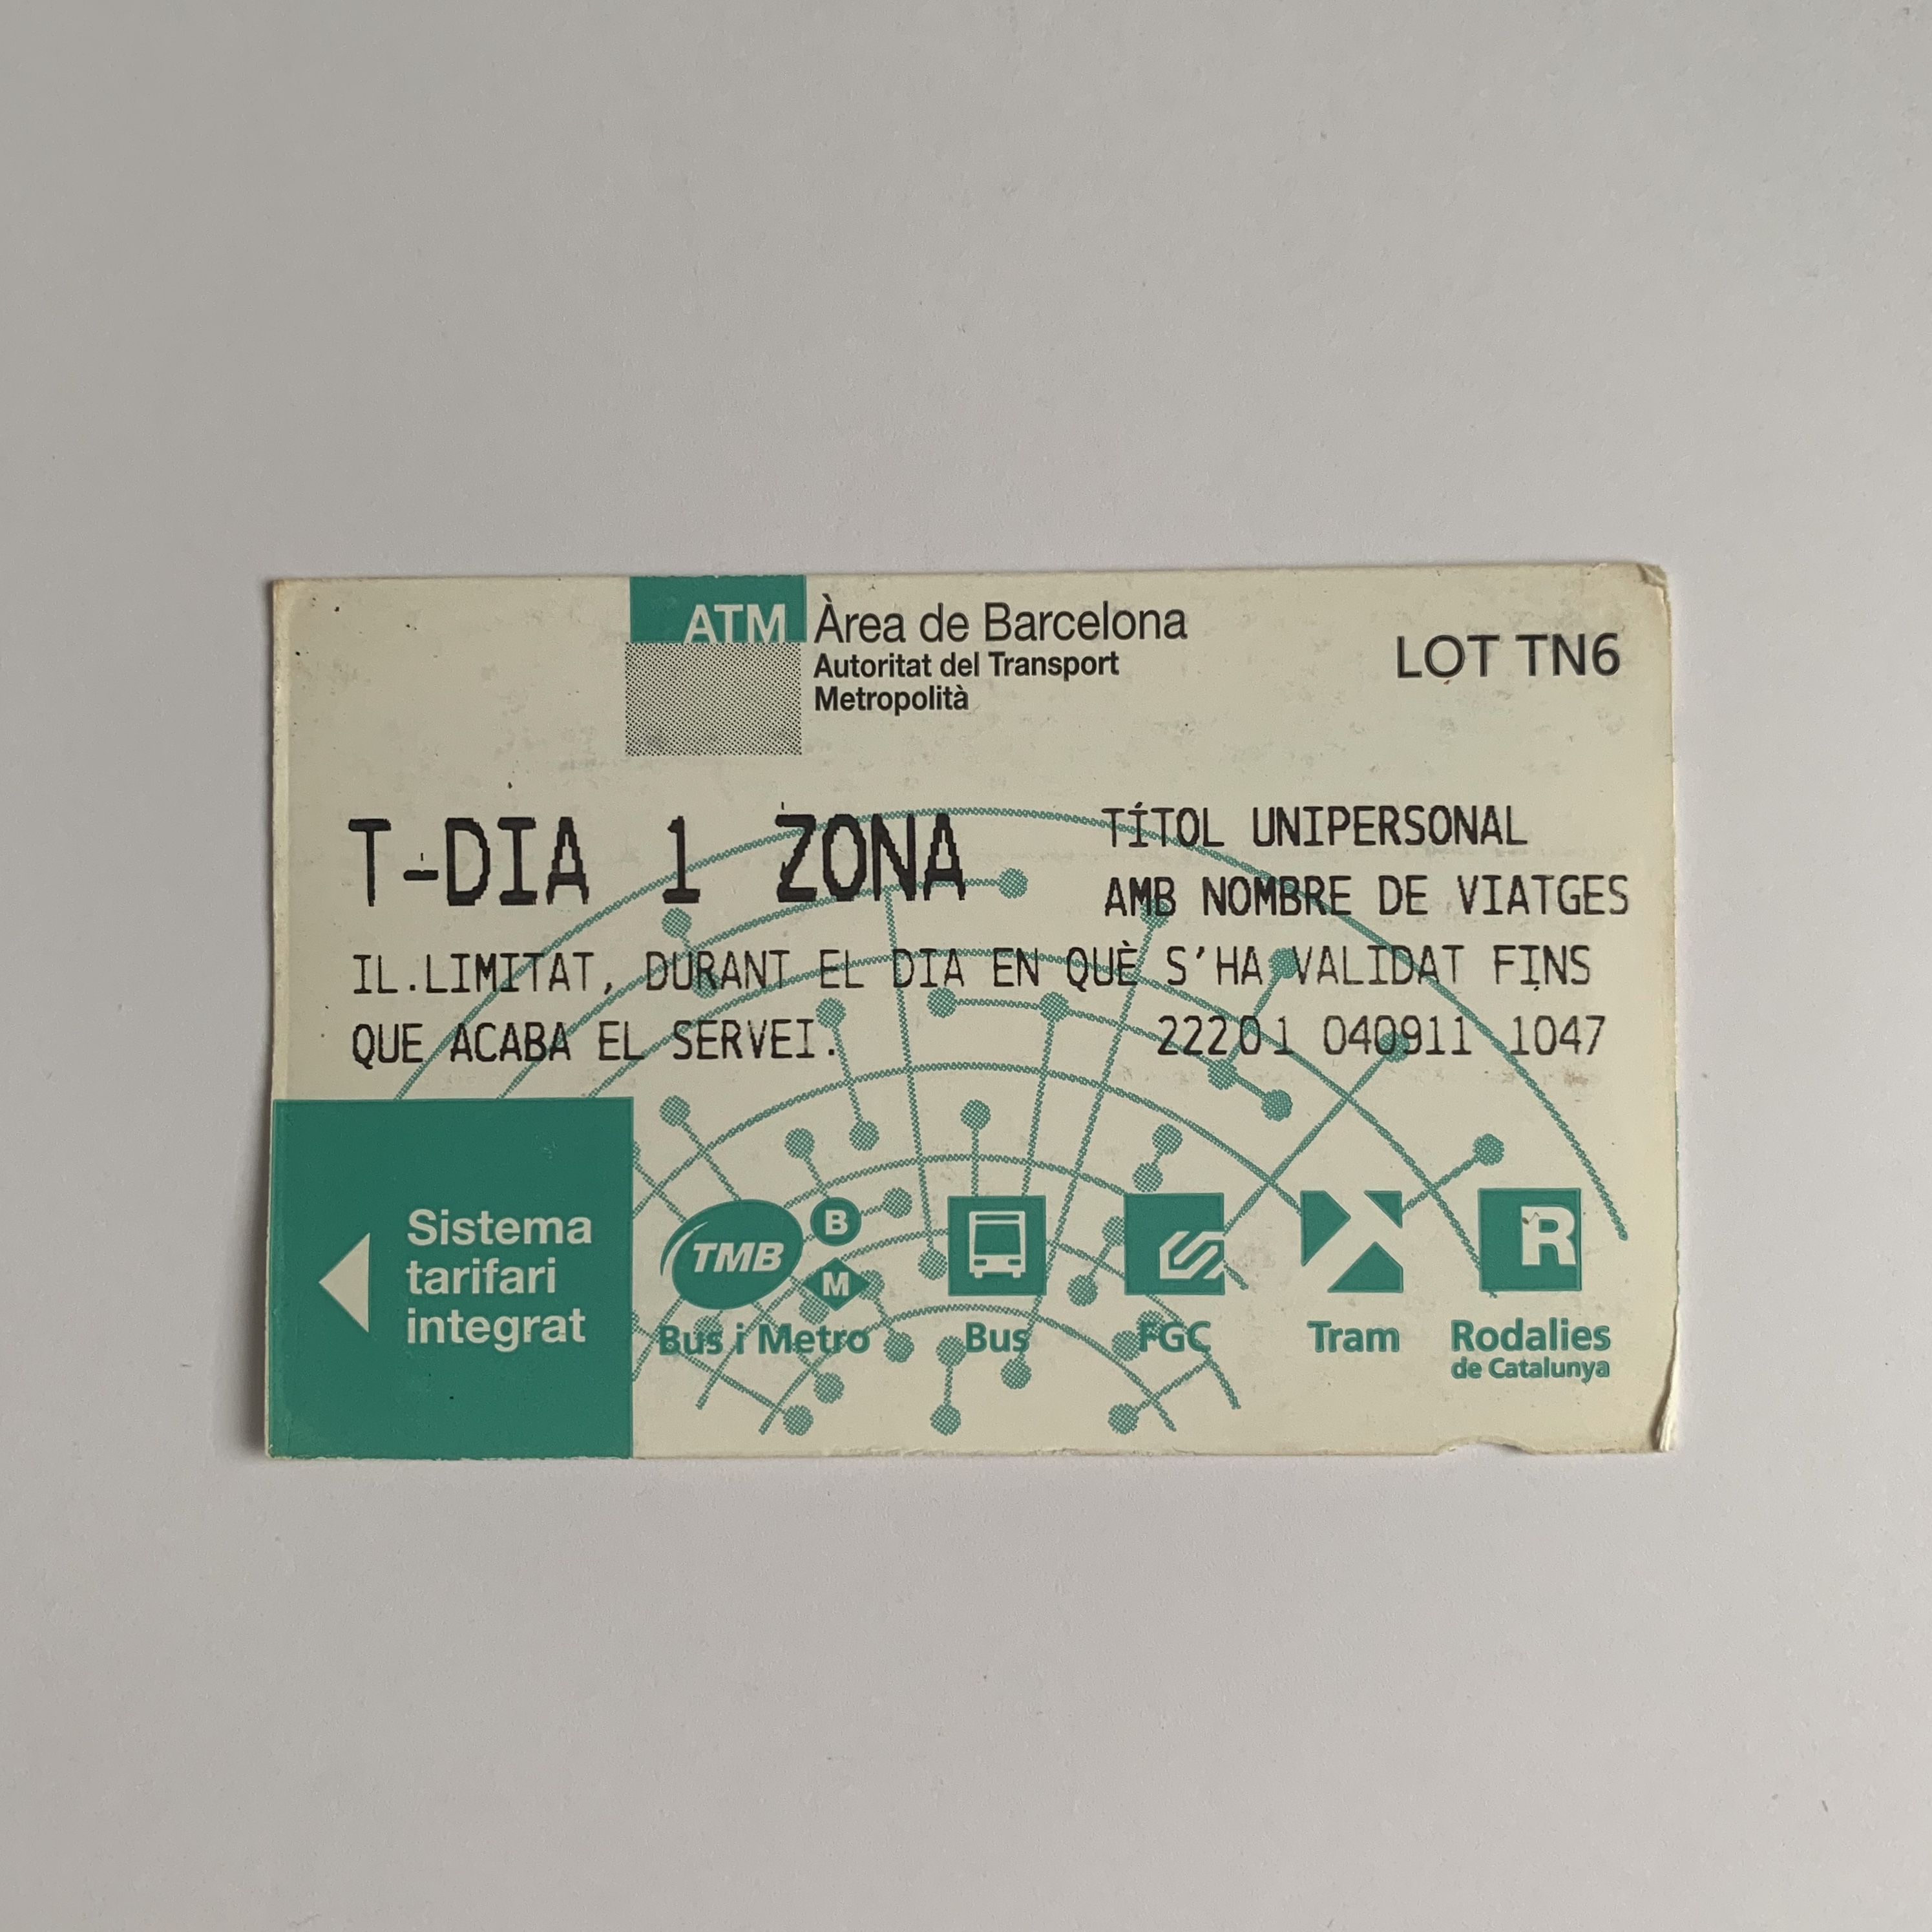 ATM Àrea de Barcelona
Autoritat del Transport
Metropolità
LOT TN6
T-DIA 1 ZONA
TÍTOL UNIPERSONAL
AMB NOMBRE DE VIATGES
IL.LIMITAT, DURANT EL DIA EN QUÈ S'HA VALIDAT FINS
QUE ACABA EL SERVEI. 22201 040911 1047
Sistema
tarifari
integrat
TMB B
M
R
Bus i Metro Bus FGC Tram Rodalies
de Catalunya